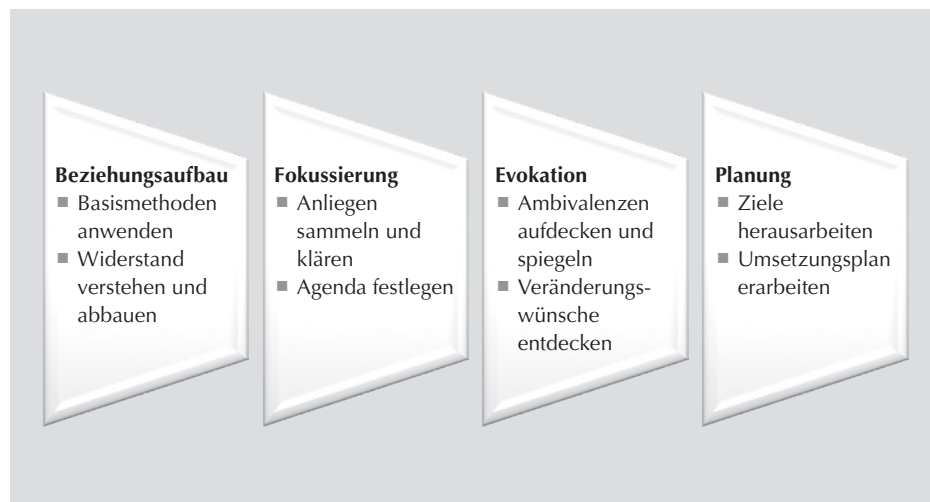 Beziehungsaufbau
■ Basismethoden
anwenden
■ Widerstand
verstehen und
abbauen
Fokussierung
■ Anliegen
sammeln und
klären
■ Agenda festlegen
Evokation
■ Ambivalenzen
aufdecken und
spiegeln
■ Veränderungs-
wünsche
entdecken
Planung
■ Ziele
herausarbeiten
■ Umsetzungsplan
erarbeiten